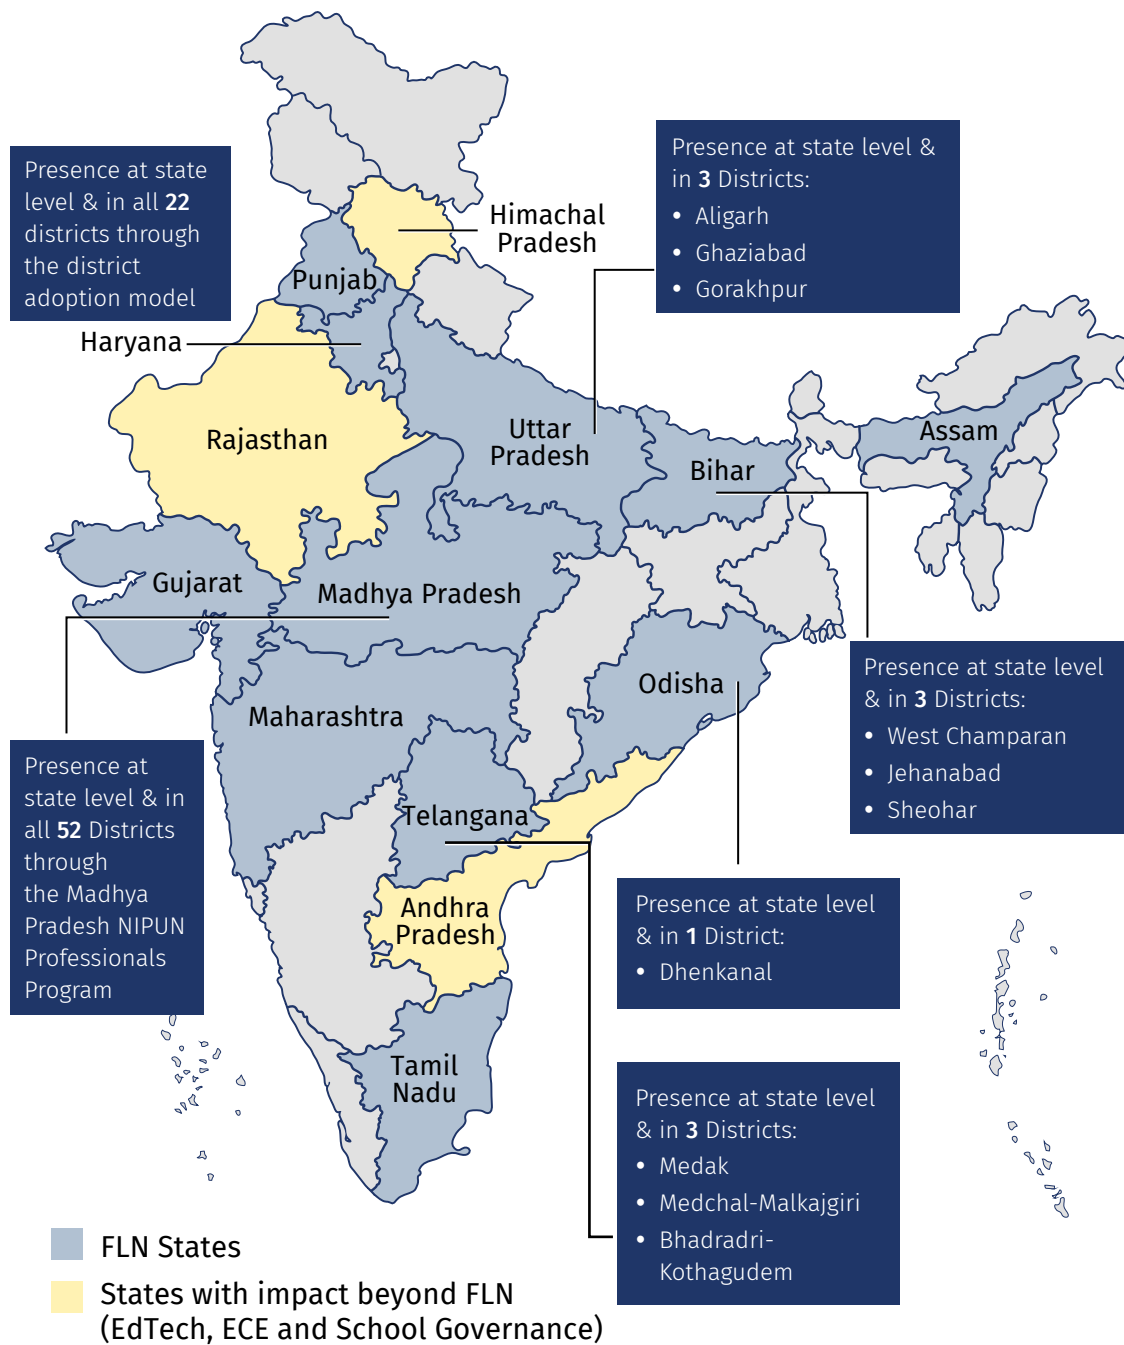 Presence at state
level & in all 22
districts through
the district
adoption model
Presence at state level &
in 3 Districts:
• Aligarh
• Ghaziabad
• Gorakhpur
Himachal
Pradesh
Punjab
Haryana
Rajasthan
Uttar
Pradesh
Bihar
Assam
Gujarat
Madhya Pradesh
Odisha
Maharashtra
Telangana
Andhra
Pradesh
Tamil
Nadu
Presence at state level
& in 3 Districts:
• West Champaran
• Jehanabad
• Sheohar
Presence at
state level & in
all 52 Districts
through
the Madhya
Pradesh NIPUN
Professionals
Program
Presence at state level
& in 1 District:
• Dhenkanal
Presence at state level
& in 3 Districts:
• Medak
• Medchal-Malkajgiri
• Bhadradri-
Kothagudem
FLN States
States with impact beyond FLN
(EdTech, ECE and School Governance)